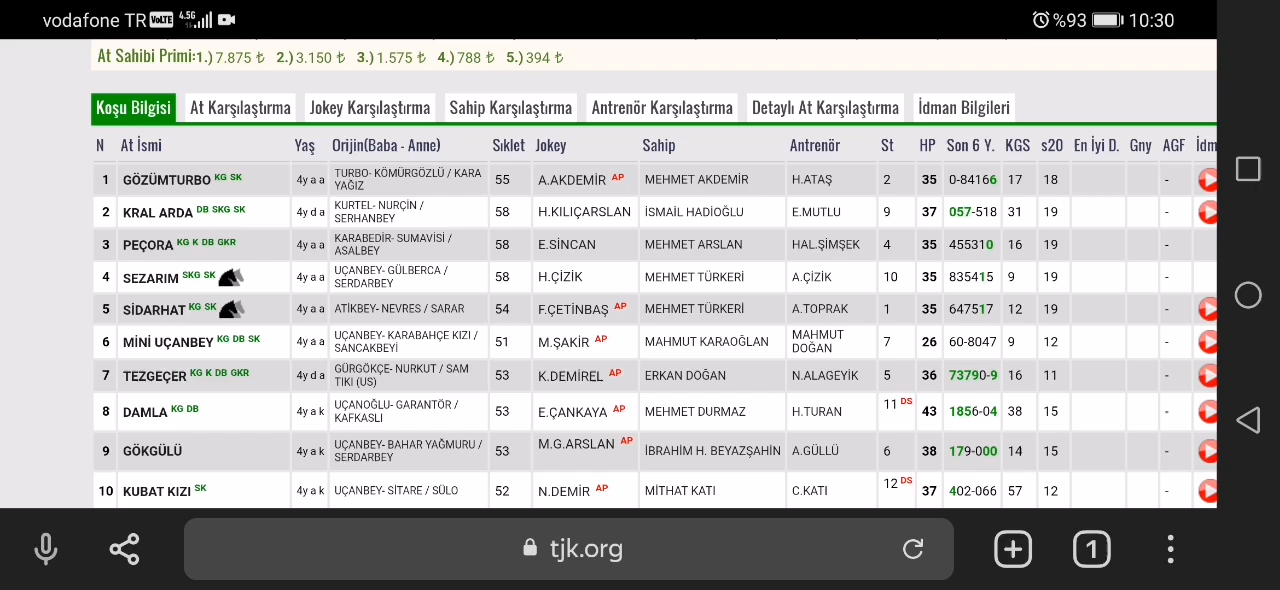 vodafone TR VoLTE 4.5G %93 10:30
At Sahibi Primi:1.) 7.875 ₺ 2.) 3.150 ₺ 3.) 1.575 ₺ 4.) 788 ₺ 5.) 394 ₺
Koşu Bilgisi At Karşılaştırma Jokey Karşılaştırma Sahip Karşılaştırma Antrenör Karşılaştırma Detaylı At Karşılaştırma İdman Bilgileri
N At İsmi Yaş Orijin(Baba - Anne) Sıklet Jokey Sahip Antrenör St HP Son 6 Y. KGS s20 En İyi D. Gny AGF İdm
1 GÖZÜMTURBO KG SK 4y a a TURBO- KÖMÜRGÖZLÜ / KARA YAĞIZ 55 A.AKDEMİR AP MEHMET AKDEMİR H.ATAŞ 2 35 0-84166 17 18 -
2 KRAL ARDA DB SKG SK 4y d a KURTEL- NURÇİN / SERHANBEY 58 H.KILIÇARSLAN İSMAİL HADİOĞLU E.MUTLU 9 37 057-518 31 19 -
3 PEÇORA KG K DB GKR 4y a a KARABEDİR- SUMAVİSİ / ASALBEY 58 E.SİNCAN MEHMET ARSLAN HAL.ŞİMŞEK 4 35 455310 16 19 -
4 SEZARIM SKG SK 4y a a UÇANBEY- GÜLBERCA / SERDARBEY 58 H.ÇİZİK MEHMET TÜRKERİ A.ÇİZİK 10 35 835415 9 19 -
5 SİDARHAT KG SK 4y a a ATİKBEY- NEVRES / SARAR 54 F.ÇETİNBAŞ AP MEHMET TÜRKERİ A.TOPRAK 1 35 647517 12 19 -
6 MİNİ UÇANBEY KG DB SK 4y a a UÇANBEY- KARABAHÇE KIZI / SANCAKBEYİ 51 M.ŞAKİR AP MAHMUT KARAOĞLAN MAHMUT DOĞAN 7 26 60-8047 9 12 -
7 TEZGEÇER KG K DB GKR 4y d a GÜRGÖKÇE- NURKUT / SAM TIKI (US) 53 K.DEMİREL AP ERKAN DOĞAN N.ALAGEYİK 5 36 73790-9 16 11 -
8 DAMLA KG DB 4y a k UÇANOĞLU- GARANTÖR / KAFKASLI 53 E.ÇANKAYA AP MEHMET DURMAZ H.TURAN 11 DS 43 1856-04 38 15 -
9 GÖKGÜLÜ 4y a k UÇANBEY- BAHAR YAĞMURU / SERDARBEY 53 M.G.ARSLAN AP İBRAHİM H. BEYAZŞAHİN A.GÜLLÜ 6 38 179-000 14 15 -
10 KUBAT KIZI SK 4y a k UÇANBEY- SİTARE / SÜLO 52 N.DEMİR AP MİTHAT KATI C.KATI 12 DS 37 402-066 57 12 -
tjk.org 1